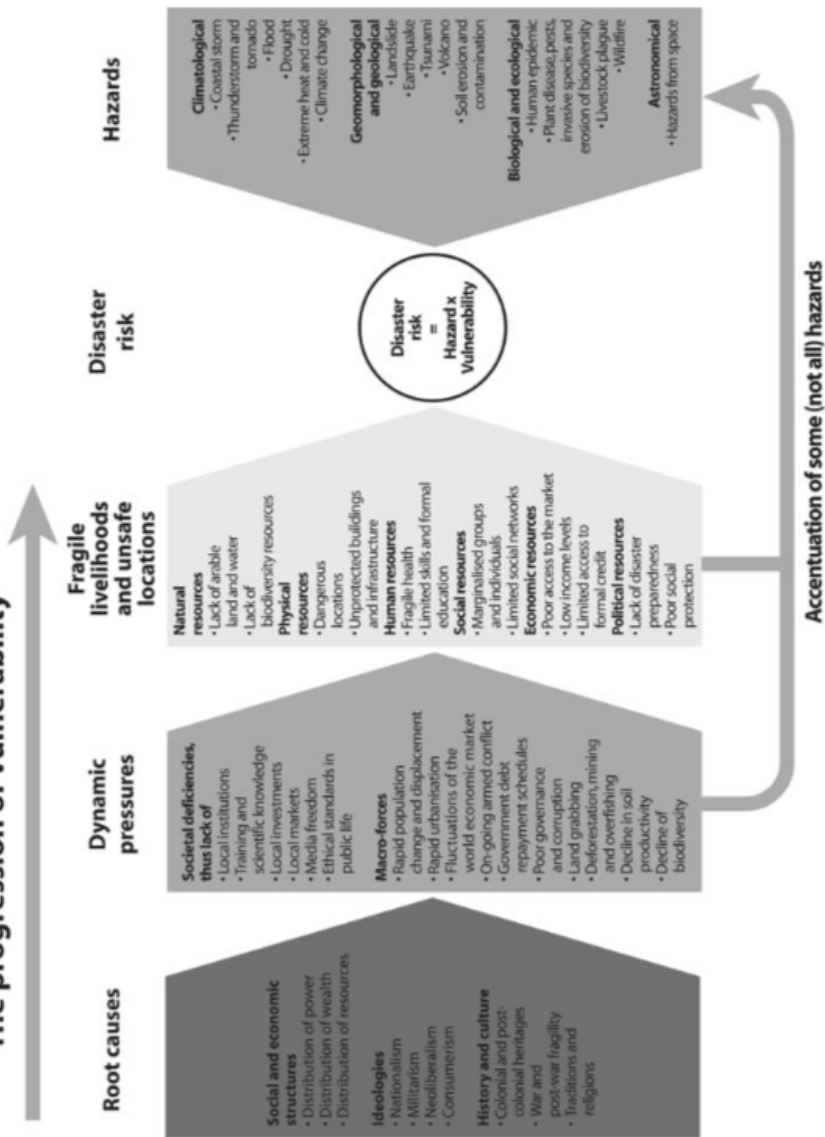 The progression of vulnerability
Root causes
Dynamic
pressures
Fragile
livelihoods
and unsafe
locations
Disaster
risk
Hazards
Social and economic
structures
• Distribution of power
• Distribution of wealth
• Distribution of resources
Ideologies
• Nationalism
• Militarism
• Neoliberalism
• Consumerism
History and culture
• Colonial and post-
colonial heritages
• War and
post-war fragility
• Traditions and
religions
Societal deficiencies,
thus lack of
• Local institutions
• Training and
scientific knowledge
• Local investments
• Local markets
• Media freedom
• Ethical standards in
public life
Macro-forces
• Rapid population
change and displacement
• Rapid urbanisation
• Fluctuations of the
world economic market
• On-going armed conflict
• Government debt
repayment schedules
• Poor governance
and corruption
• Land grabbing
• Deforestation, mining
and overfishing
• Decline in soil
productivity
• Decline of
biodiversity
Natural
resources
• Lack of arable
land and water
• Lack of
biodiversity resources
Physical
resources
• Dangerous
locations
• Unprotected buildings
and infrastructure
Human resources
• Fragile health
• Limited skills and formal
education
Social resources
• Marginalised groups
and individuals
• Limited social networks
Economic resources
• Poor access to the market
• Low income levels
• Limited access to
formal credit
Political resources
• Lack of disaster
preparedness
• Poor social
protection
Disaster
risk
=
Hazard x
Vulnerability
Climatological
• Coastal storm
• Thunderstorm and
tornado
• Flood
• Drought
• Extreme heat and cold
• Climate change
Geomorphological
and geological
• Landslide
• Earthquake
• Tsunami
• Volcano
• Soil erosion and
contamination
Biological and ecological
• Human epidemic
• Plant disease, pests,
invasive species and
erosion of biodiversity
• Livestock plague
• Wildfire
Astronomical
• Hazards from space
Accentuation of some (not all) hazards